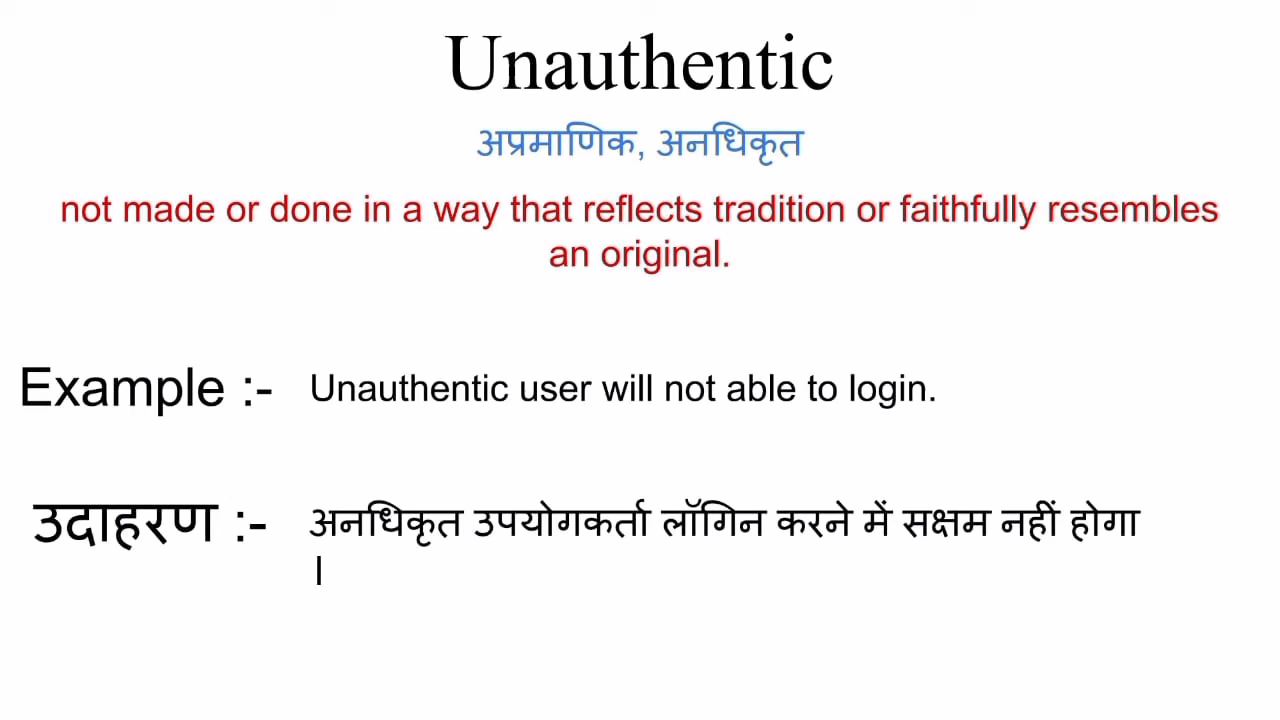 Unauthentic
अप्रमाणिक, अनधिकृत
not made or done in a way that reflects tradition or faithfully resembles
an original.
Example :- Unauthentic user will not able to login.
उदाहरण :- अनधिकृत उपयोगकर्ता लॉगिन करने में सक्षम नहीं होगा
।